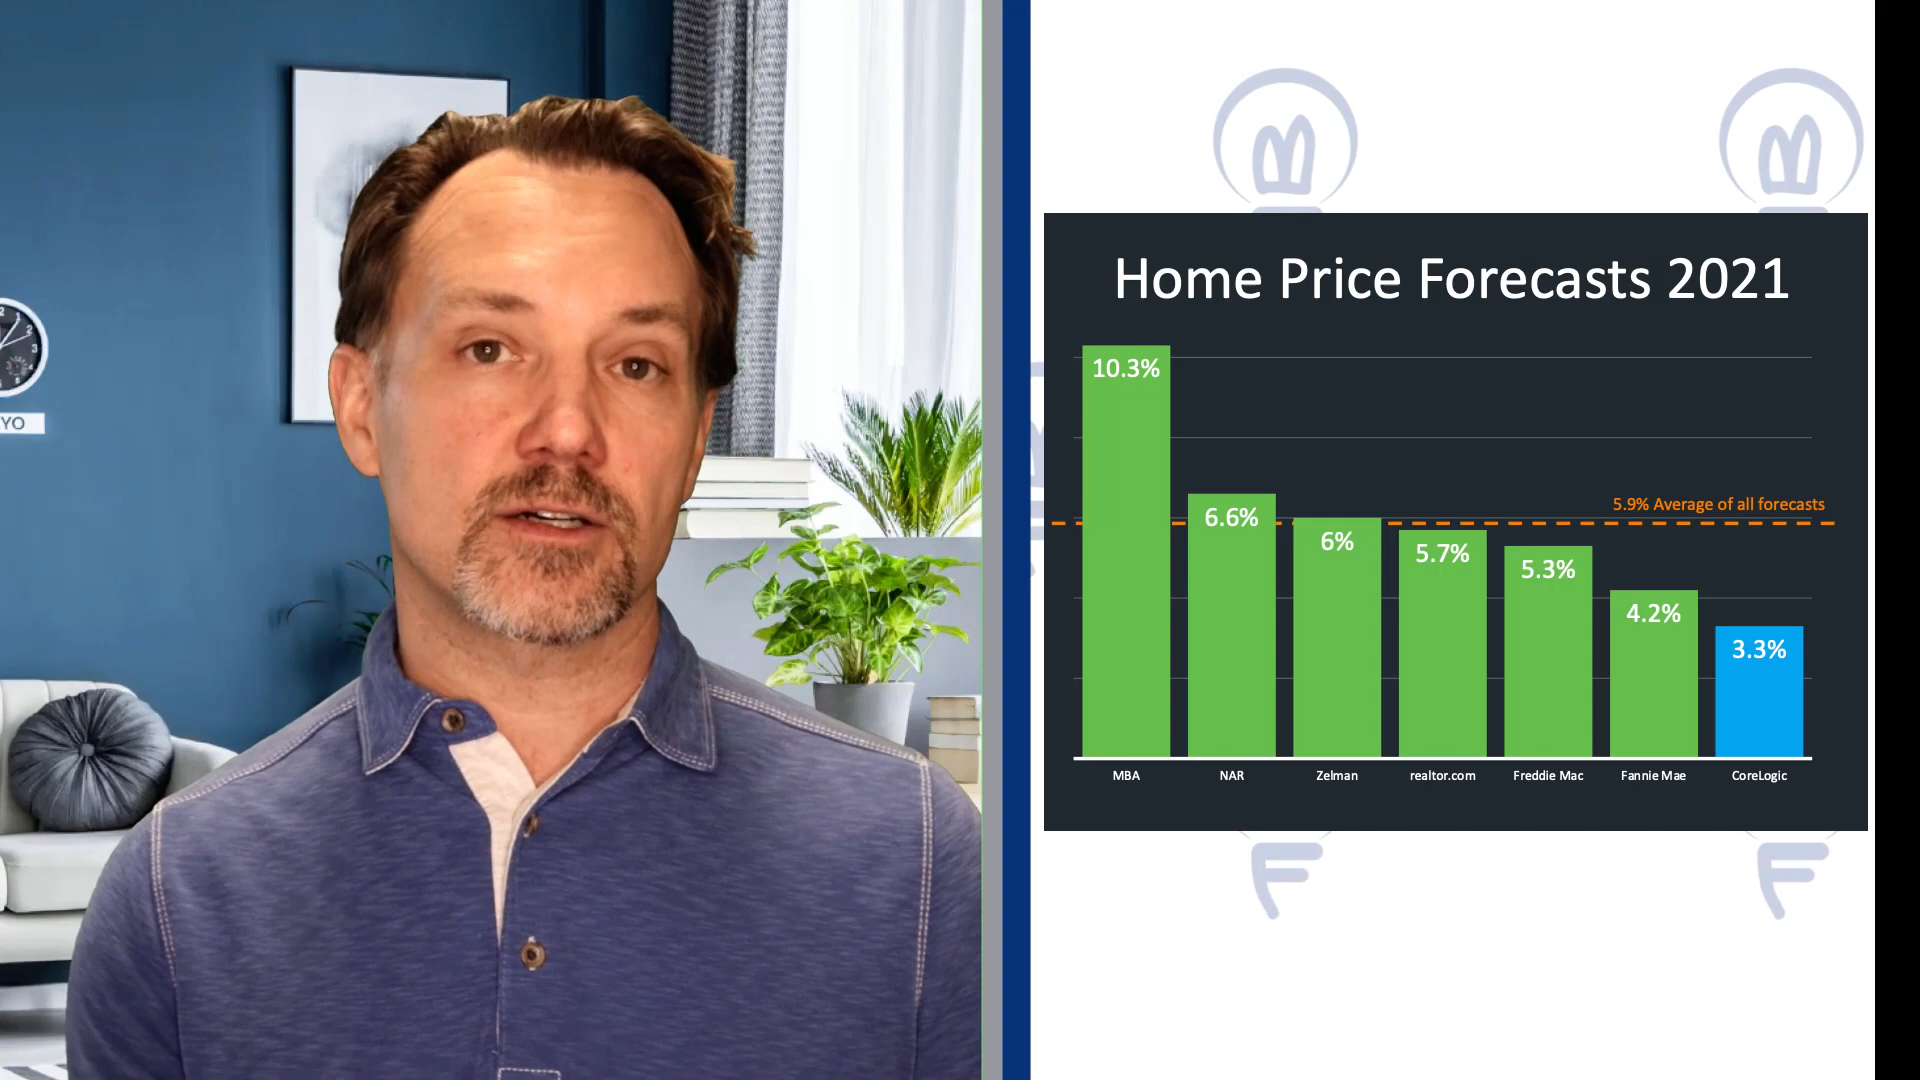 YO
Home Price Forecasts 2021
10.3%
6.6%
6%
5.7%
5.3%
4.2%
3.3%
5.9% Average of all forecasts
MBA
NAR
Zelman
realtor.com
Freddie Mac
Fannie Mae
CoreLogic